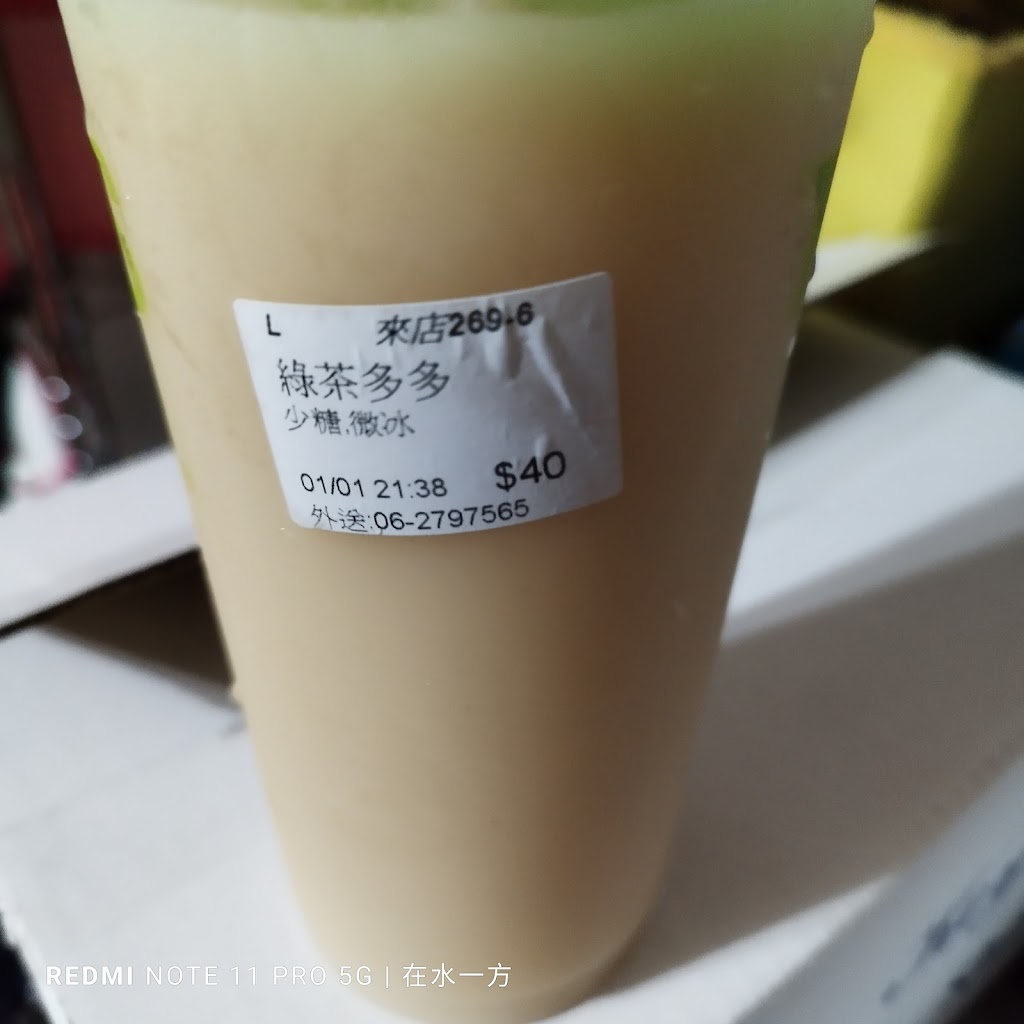 L 來店269-6
綠茶多多
少糖,微冰
01/01 21:38 $40
外送:06-2797565
REDMI NOTE 11 PRO 5G | 在水一方